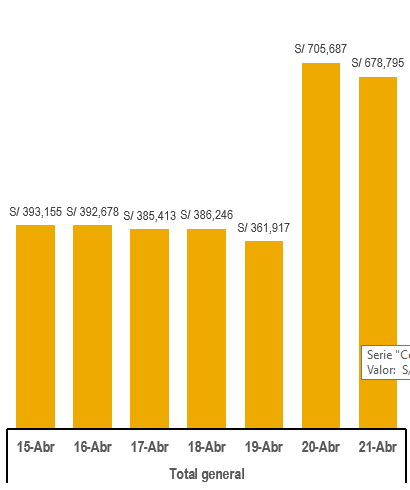 S/ 705,687
S/ 678,795
S/ 393,155 S/ 392,678 S/ 385,413 S/ 386,246 S/ 361,917
Serie "Co
Valor: S/
15-Abr 16-Abr 17-Abr 18-Abr 19-Abr 20-Abr 21-Abr
Total general